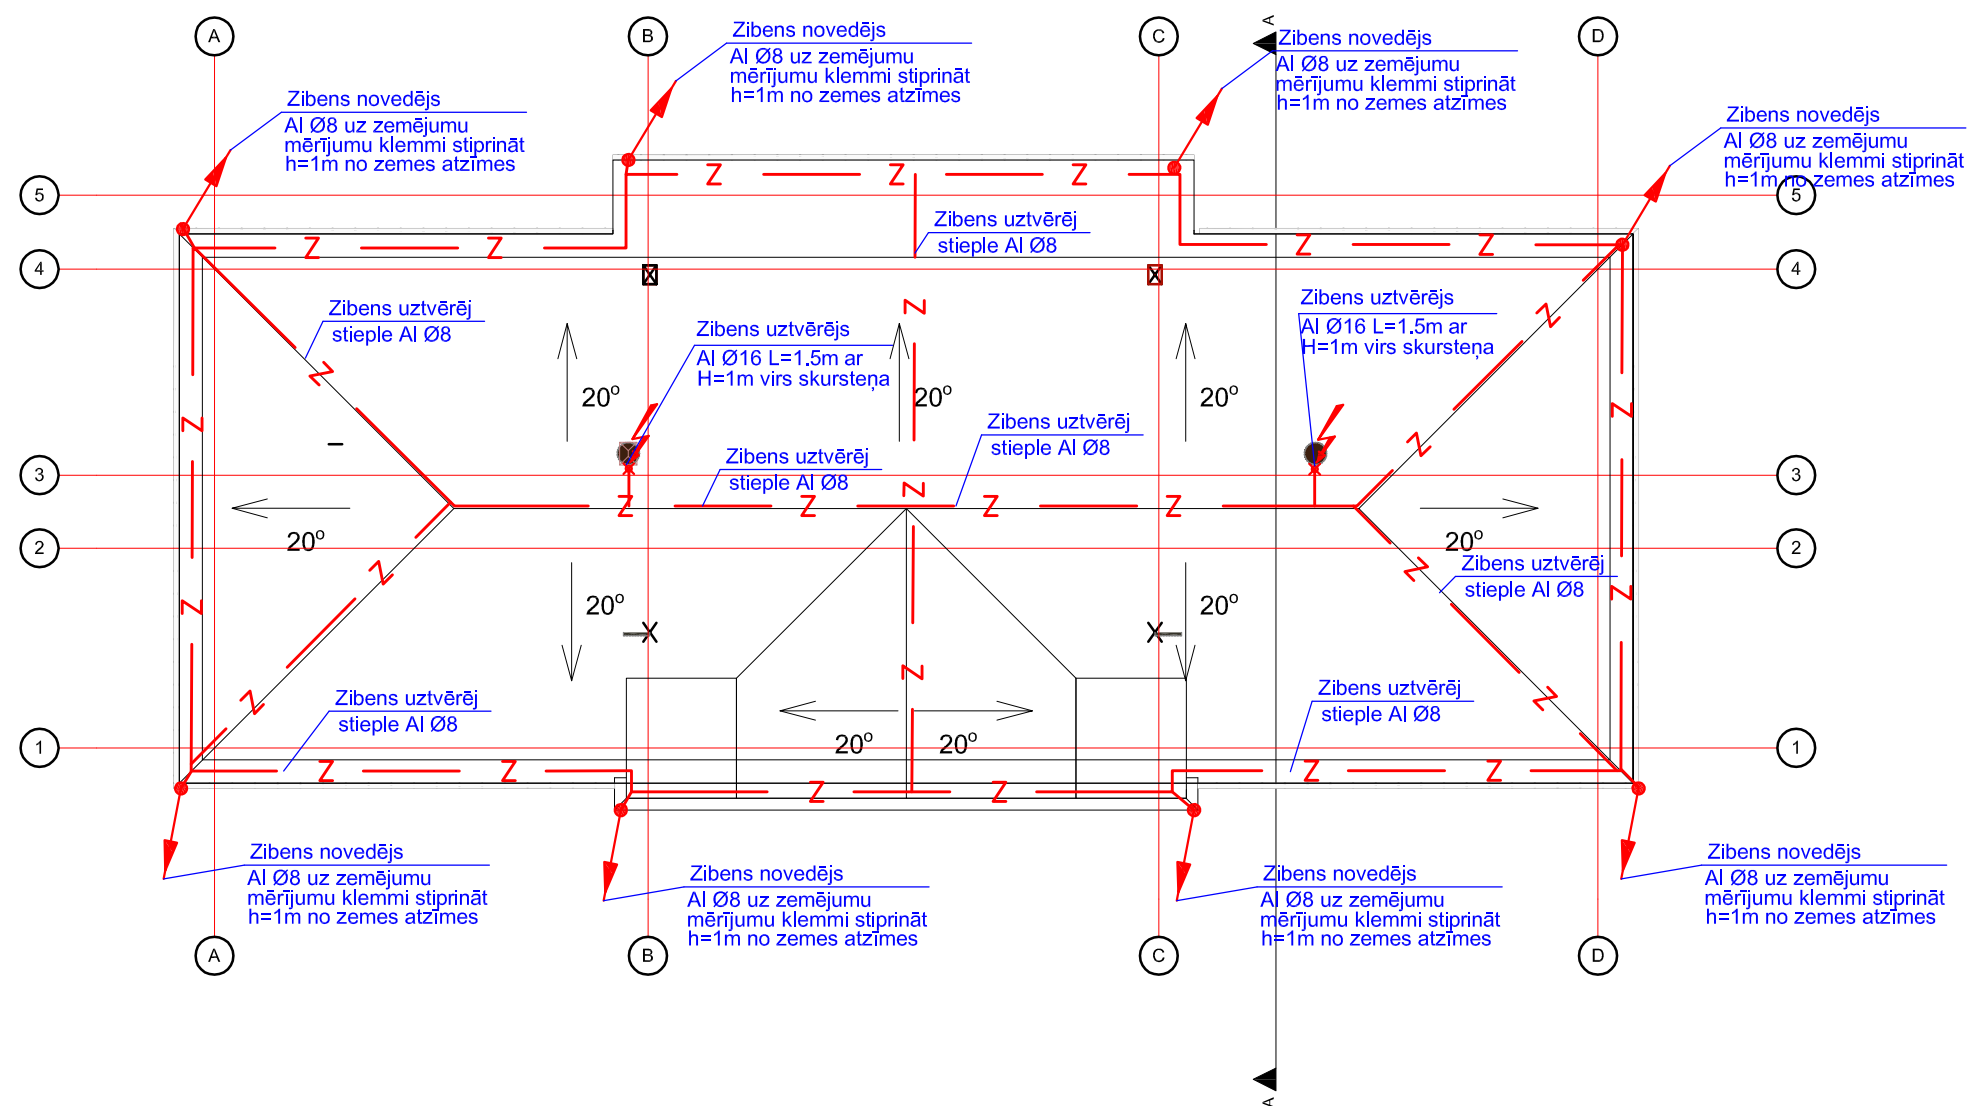 A
B
C
A
D
Zibens novedējs
Al Ø8 uz zemējumu
mērījumu klemmi stiprināt
h=1m no zemes atzīmes
Zibens novedējs
Al Ø8 uz zemējumu
mērījumu klemmi stiprināt
h=1m no zemes atzīmes
Zibens novedējs
Al Ø8 uz zemējumu
mērījumu klemmi stiprināt
h=1m no zemes atzīmes
Zibens novedējs
Al Ø8 uz zemējumu
mērījumu klemmi stiprināt
h=1m no zemes atzīmes
Z Z Z
5
5
Zibens uztvērēj
stieple Al Ø8
Z Z Z Z
4
4
Zibens uztvērēj
stieple Al Ø8
Z
Zibens uztvērējs
Al Ø16 L=1.5m ar
H=1m virs skursteņa
Zibens uztvērējs
Al Ø16 L=1.5m ar
H=1m virs skursteņa
Z
Z
20°
20°
20°
Z
Z
Z
Zibens uztvērēj
stieple Al Ø8
Zibens uztvērēj
stieple Al Ø8
3
3
Z
Z Z Z Z
20°
20°
2
2
Z
Z
Zibens uztvērēj
stieple Al Ø8
Z
Z
20°
20°
Z
Z
Z
Zibens uztvērēj
stieple Al Ø8
Zibens uztvērēj
stieple Al Ø8
20°
20°
1
1
Z Z Z Z
Z Z
Zibens novedējs
Al Ø8 uz zemējumu
mērījumu klemmi stiprināt
h=1m no zemes atzīmes
Zibens novedējs
Al Ø8 uz zemējumu
mērījumu klemmi stiprināt
h=1m no zemes atzīmes
Zibens novedējs
Al Ø8 uz zemējumu
mērījumu klemmi stiprināt
h=1m no zemes atzīmes
Zibens novedējs
Al Ø8 uz zemējumu
mērījumu klemmi stiprināt
h=1m no zemes atzīmes
A
B
C
D
A